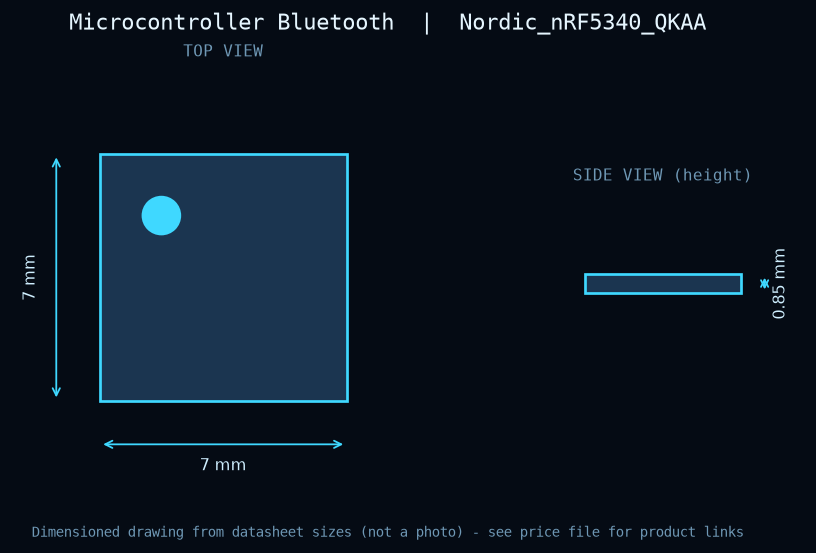 Microcontroller Bluetooth | Nordic_nRF5340_QKAA
TOP VIEW
SIDE VIEW (height)
7 mm
0.85 mm
7 mm
Dimensioned drawing from datasheet sizes (not a photo) - see price file for product links